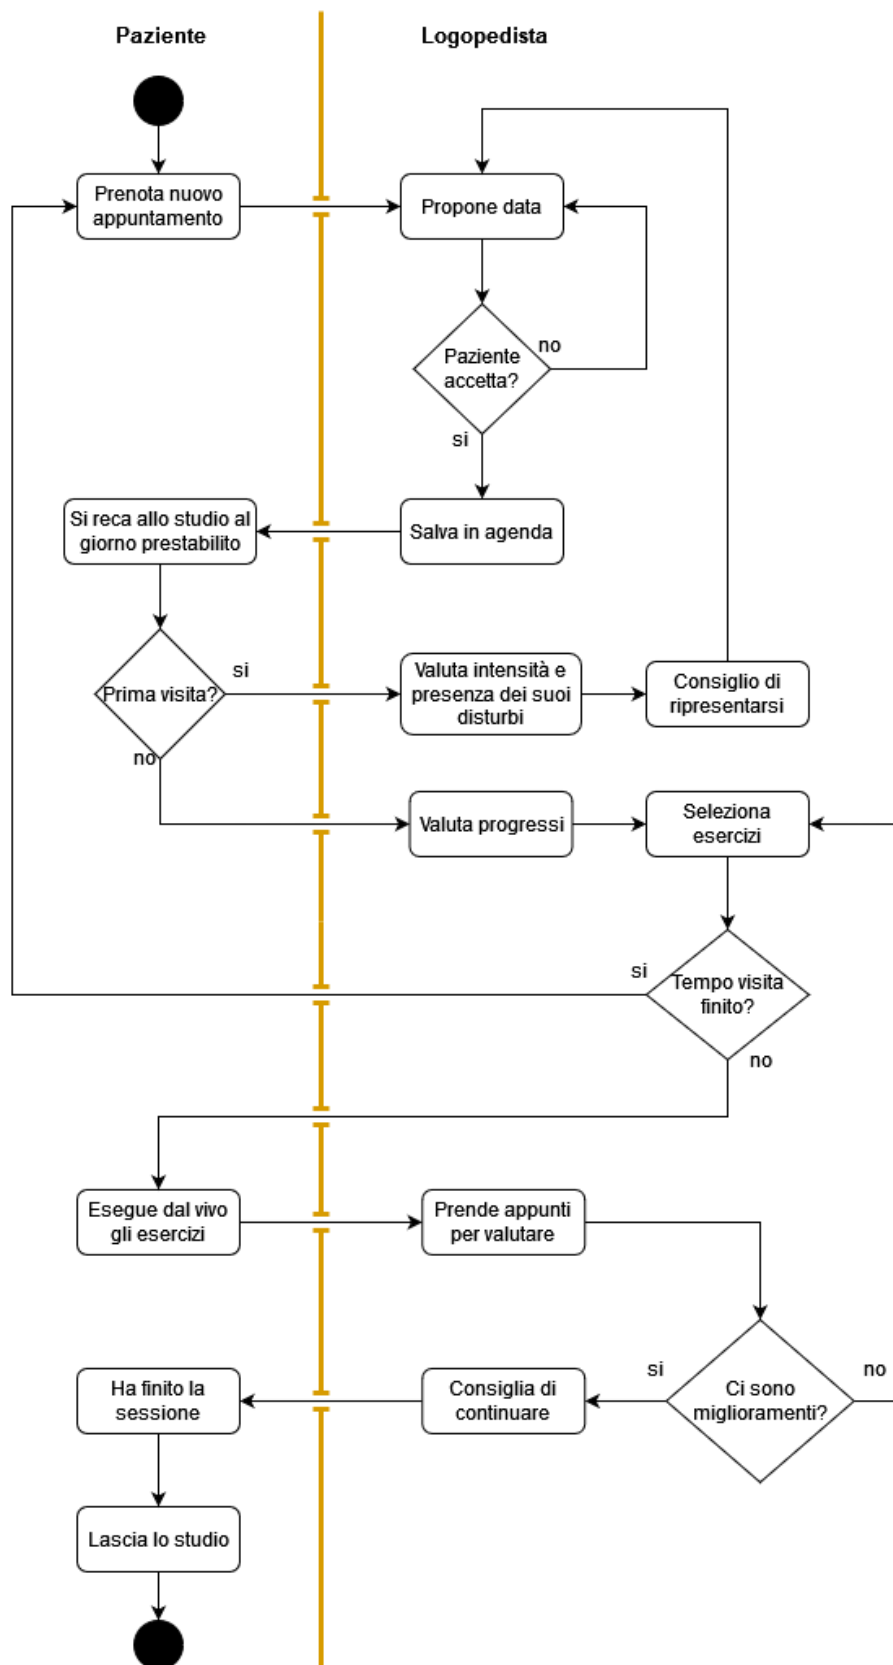 Paziente
Logopedista
Prenota nuovo
appuntamento
Propone data
Paziente
accetta?
no
si
Si reca allo studio al
giorno prestabilito
Salva in agenda
Prima visita?
si
no
Valuta intensità e
presenza dei suoi
disturbi
Consiglio di
ripresentarsi
Valuta progressi
Seleziona
esercizi
Tempo visita
finito?
si
no
Esegue dal vivo
gli esercizi
Prende appunti
per valutare
Ci sono
miglioramenti?
si
no
Consiglia di
continuare
Ha finito la
sessione
Lascia lo studio